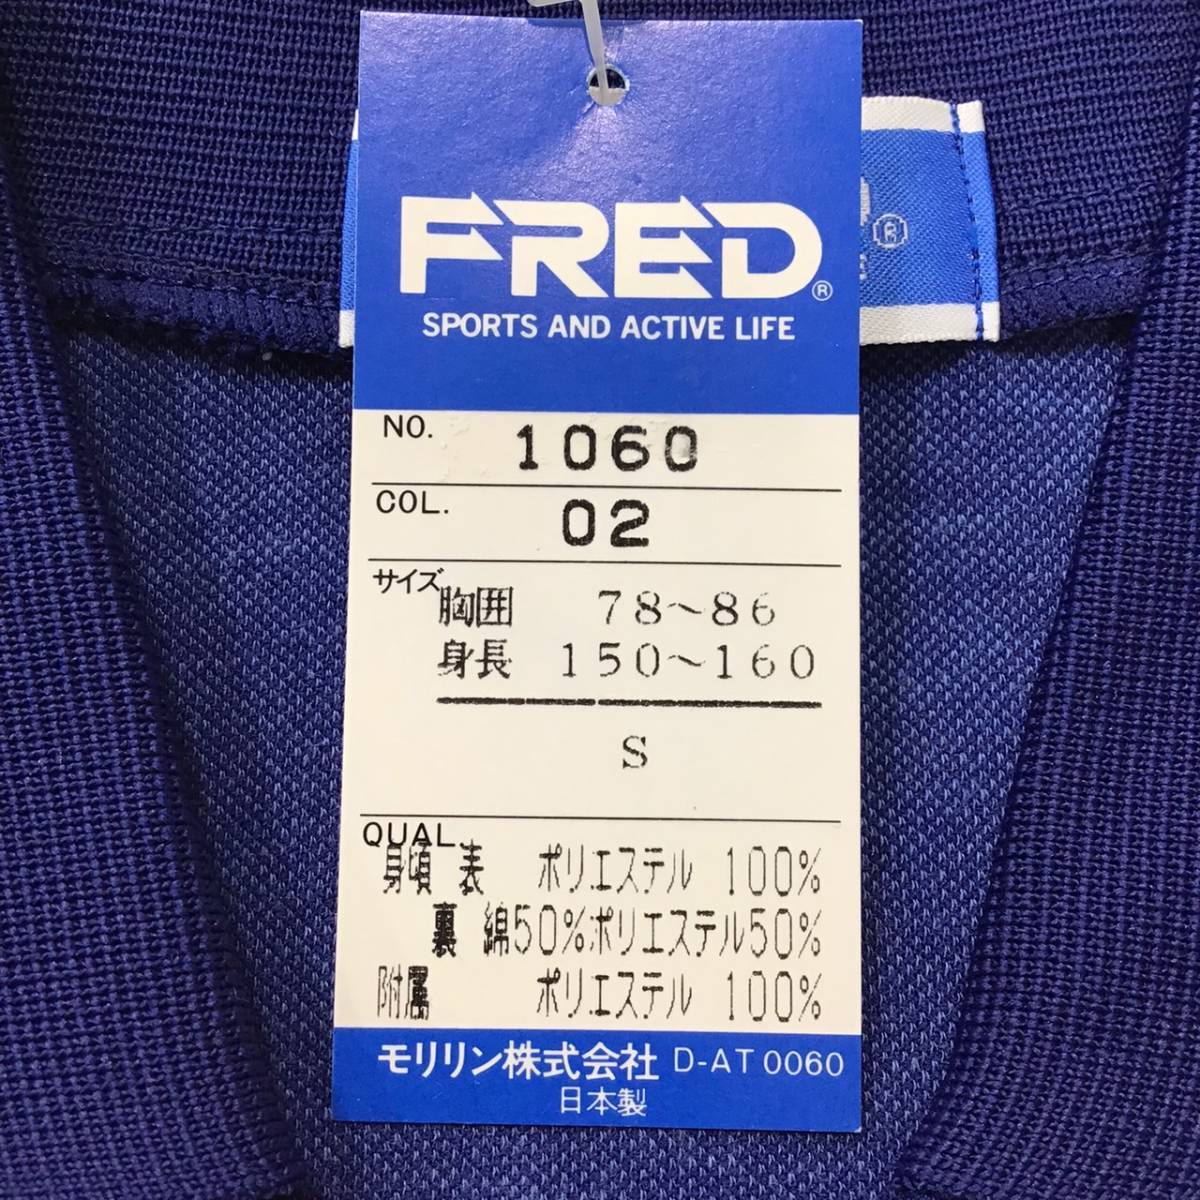 FRED®
SPORTS AND ACTIVE LIFE
®
NO. 1060
COL. 02
サイズ
胸囲 78～86
身長 150～160
S
QUAL.
身頃 表 ポリエステル 100%
裏 綿50%ポリエステル50%
附属 ポリエステル 100%
モリリン株式会社 D-AT 0060
日本製